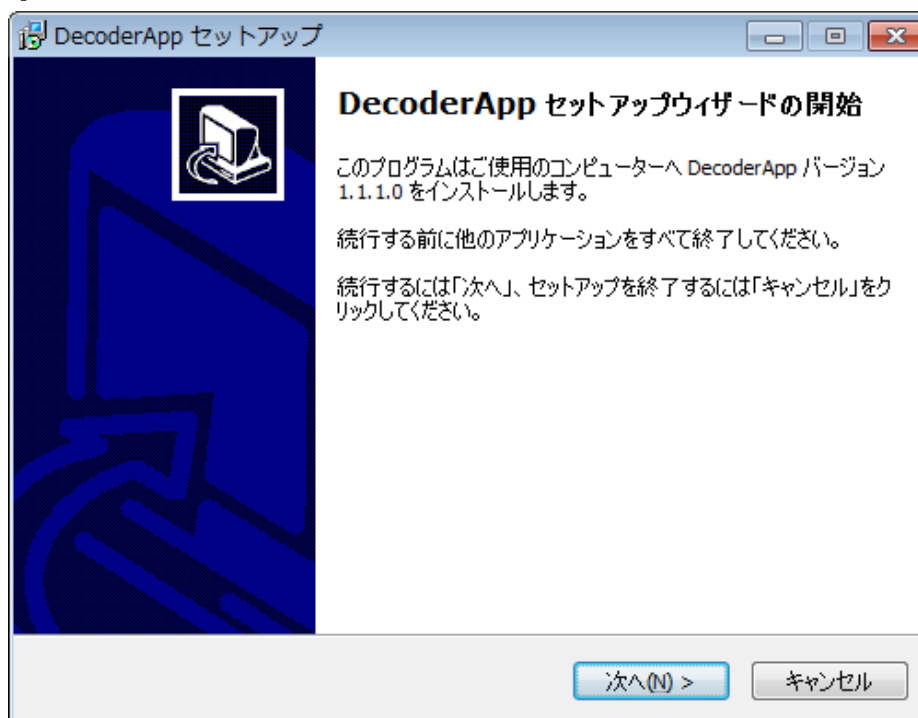 DecoderApp セットアップ
DecoderApp セットアップウィザードの開始
このプログラムはご使用のコンピューターへ DecoderApp バージョン
1.1.1.0 をインストールします。
続行する前に他のアプリケーションをすべて終了してください。
続行するには「次へ」、セットアップを終了するには「キャンセル」をク
リックしてください。
次へ(N) >
キャンセル